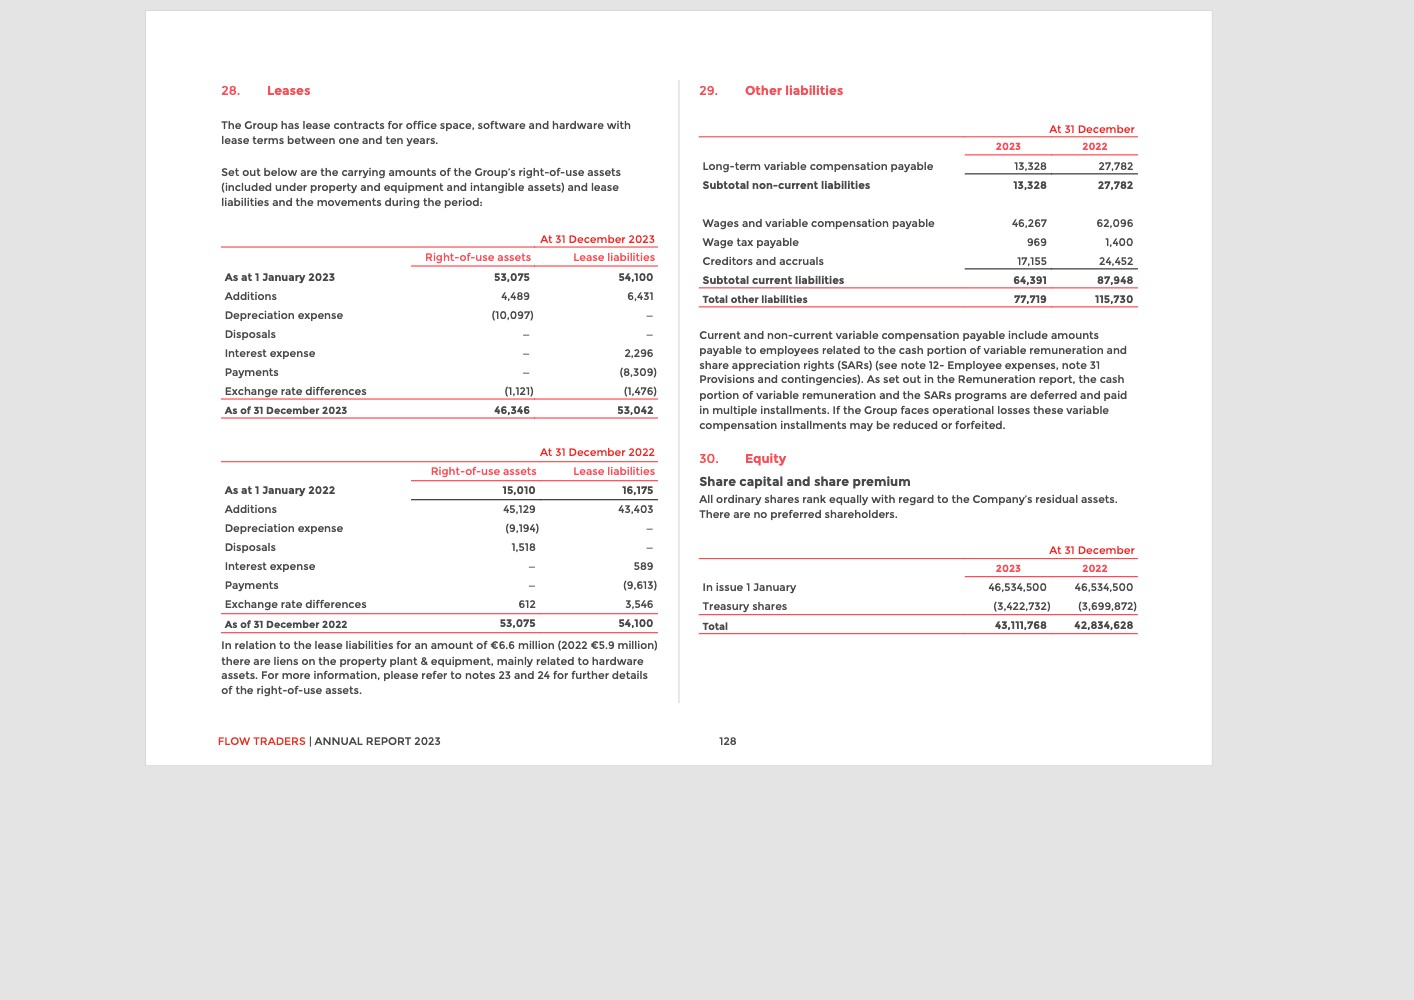 28. Leases
The Group has lease contracts for office space, software and hardware with
lease terms between one and ten years.
Set out below are the carrying amounts of the Group's right-of-use assets
(included under property and equipment and intangible assets) and lease
liabilities and the movements during the period:
At 31 December 2023
Right-of-use assets Lease liabilities
As at 1 January 2023 53,075 54,100
Additions 4,489 6,431
Depreciation expense (10,097) –
Disposals – –
Interest expense – 2,296
Payments – (8,309)
Exchange rate differences (1,121) (1,476)
As of 31 December 2023 46,346 53,042
At 31 December 2022
Right-of-use assets Lease liabilities
As at 1 January 2022 15,010 16,175
Additions 45,129 43,403
Depreciation expense (9,194) –
Disposals 1,518 –
Interest expense – 589
Payments – (9,613)
Exchange rate differences 612 3,546
As of 31 December 2022 53,075 54,100
In relation to the lease liabilities for an amount of €6.6 million (2022 €5.9 million)
there are liens on the property plant & equipment, mainly related to hardware
assets. For more information, please refer to notes 23 and 24 for further details
of the right-of-use assets.
29. Other liabilities
At 31 December
2023 2022
Long-term variable compensation payable 13,328 27,782
Subtotal non-current liabilities 13,328 27,782
Wages and variable compensation payable 46,267 62,096
Wage tax payable 969 1,400
Creditors and accruals 17,155 24,452
Subtotal current liabilities 64,391 87,948
Total other liabilities 77,719 115,730
Current and non-current variable compensation payable include amounts
payable to employees related to the cash portion of variable remuneration and
share appreciation rights (SARs) (see note 12- Employee expenses, note 31
Provisions and contingencies). As set out in the Remuneration report, the cash
portion of variable remuneration and the SARs programs are deferred and paid
in multiple installments. If the Group faces operational losses these variable
compensation installments may be reduced or forfeited.
30. Equity
Share capital and share premium
All ordinary shares rank equally with regard to the Company's residual assets.
There are no preferred shareholders.
At 31 December
2023 2022
In issue 1 January 46,534,500 46,534,500
Treasury shares (3,422,732) (3,699,872)
Total 43,111,768 42,834,628
FLOW TRADERS | ANNUAL REPORT 2023 128